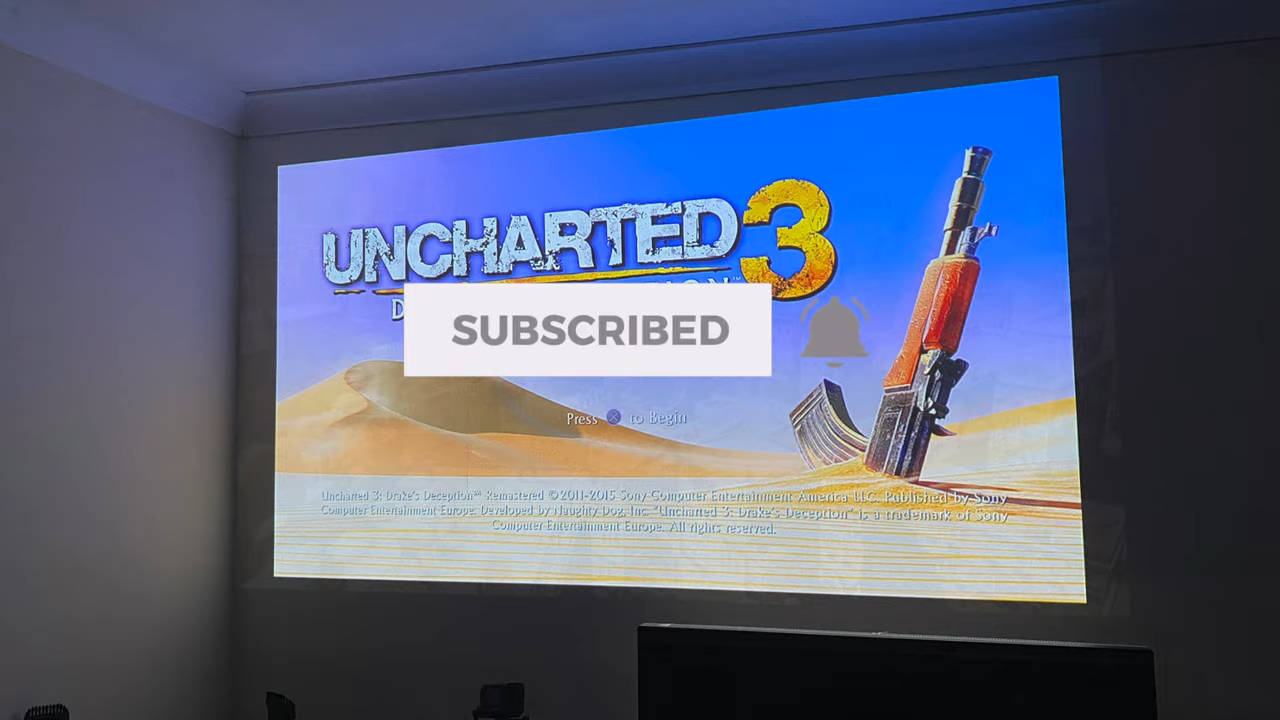 UNCHARTED 3
SUBSCRIBED
Press to Begin
Uncharted 3: Drake's Deception™ Remastered ©2011-2015 Sony Computer Entertainment America LLC. Published by Sony
Computer Entertainment Europe. Developed by Naughty Dog, Inc. "Uncharted 3: Drake's Deception" is a trademark of Sony
Computer Entertainment Europe. All rights reserved.